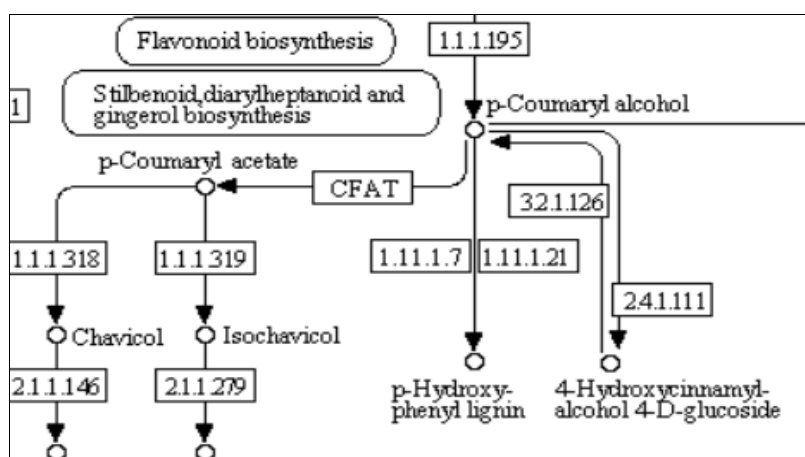 Flavonoid biosynthesis
1.1.1.195
Stilbenoid,diarylheptanoid and
gingerol biosynthesis
1
p-Coumaryl alcohol
p-Coumaryl acetate
CFAT
3.2.1.126
1.1.1.318
1.1.1.319
1.11.1.7
1.11.1.21
2.4.1.111
Chavicol
Isochavicol
2.1.1.146
2.1.1.279
p-Hydroxy-
phenyl lignin
4-Hydroxycinnamyl-
alcohol 4-D-glucoside